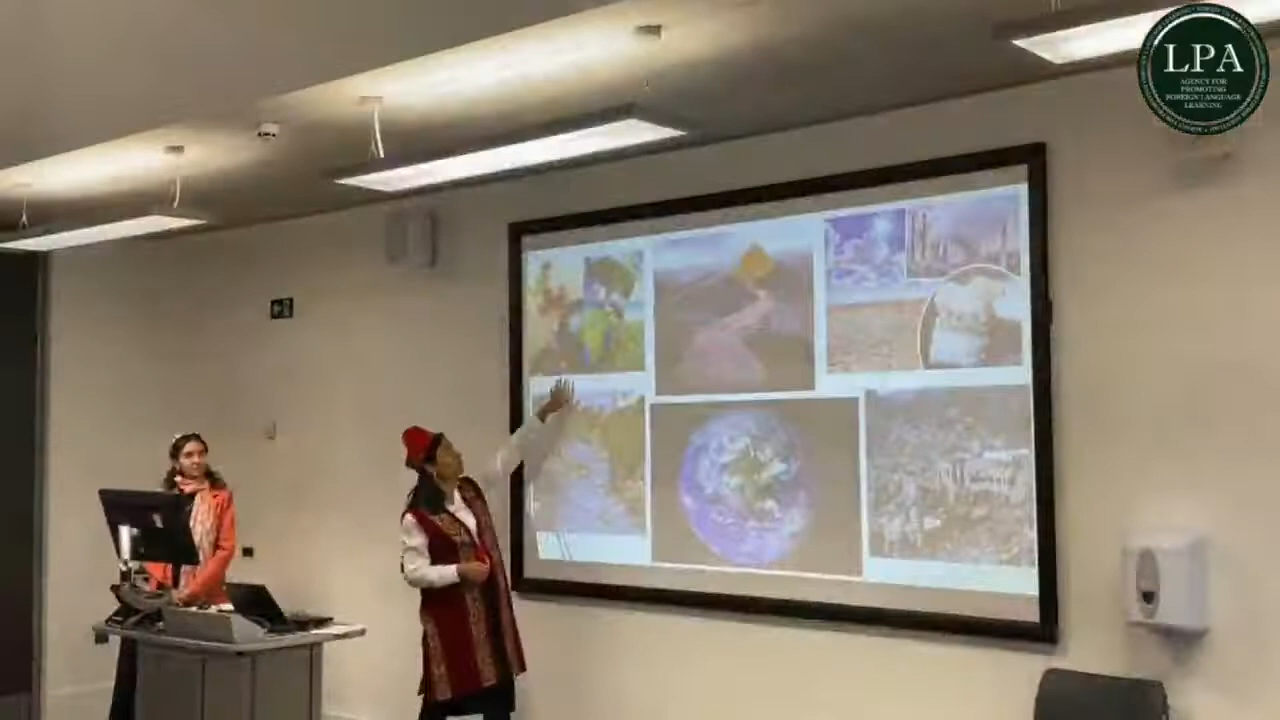 LPA
AGENCY FOR
PROMOTING
FOREIGN LANGUAGE
LEARNING